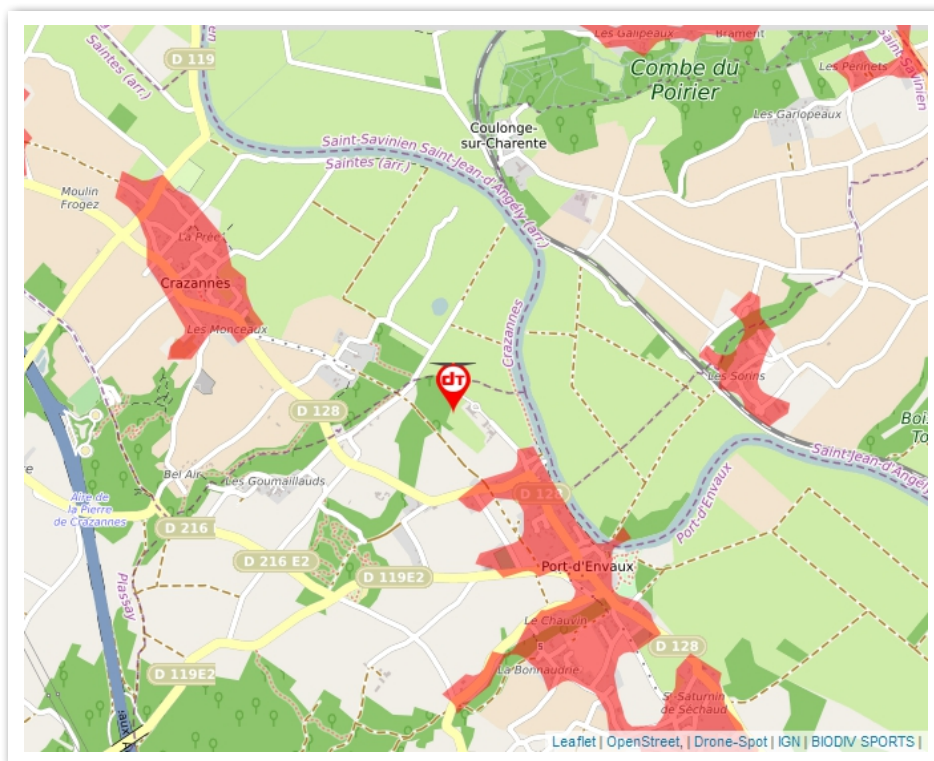 Les Galipeaux
Brament
D 119
Saintes (arr.)
Combe du
Poirier
Les Périnets
Saint-Savinien
Les Garlopeaux
Coulonge-
sur-Charente
Saint-Savinien Saint-Jean-d'Angély (arr.)
Saintes (arr.)
Moulin
Frogez
La Prée
Crazannes
Les Monceaux
Crazannes
dT
Les Sorins
D 128
Saint-Jean-d'Angély
Bel Air
Les Goumaillauds
Aire de
la Pierre
de Crazannes
D 216
D 128
Port-d'Envaux
D 216 E2
Port-d'Envaux
D 119E2
Plassay
Le Chauvin
D 128
La Bonnaudrie
D 119E2
St-Saturnin
de Séchaud
Leaflet | OpenStreet, | Drone-Spot | IGN | BIODIV SPORTS |